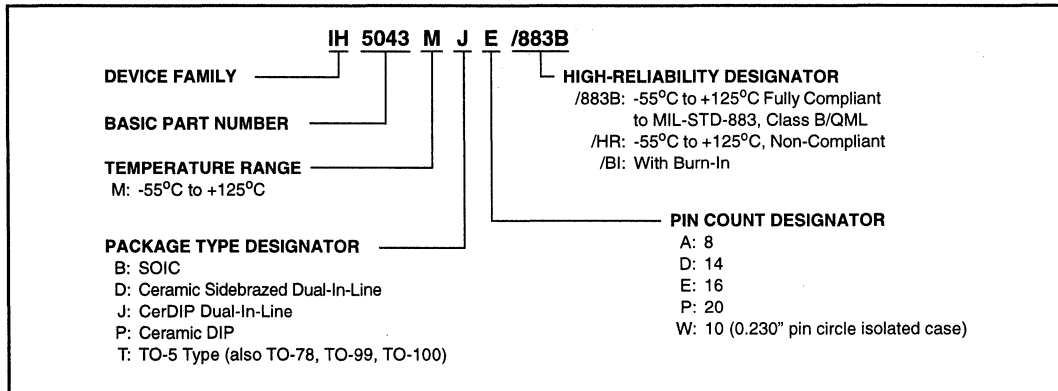 IH 5043 M J E /883B
DEVICE FAMILY
BASIC PART NUMBER
TEMPERATURE RANGE
M: -55°C to +125°C
PACKAGE TYPE DESIGNATOR
B: SOIC
D: Ceramic Sidebrazed Dual-In-Line
J: CerDIP Dual-In-Line
P: Ceramic DIP
T: TO-5 Type (also TO-78, TO-99, TO-100)
HIGH-RELIABILITY DESIGNATOR
/883B: -55°C to +125°C Fully Compliant
to MIL-STD-883, Class B/QML
/HR: -55°C to +125°C, Non-Compliant
/BI: With Burn-In
PIN COUNT DESIGNATOR
A: 8
D: 14
E: 16
P: 20
W: 10 (0.230" pin circle isolated case)